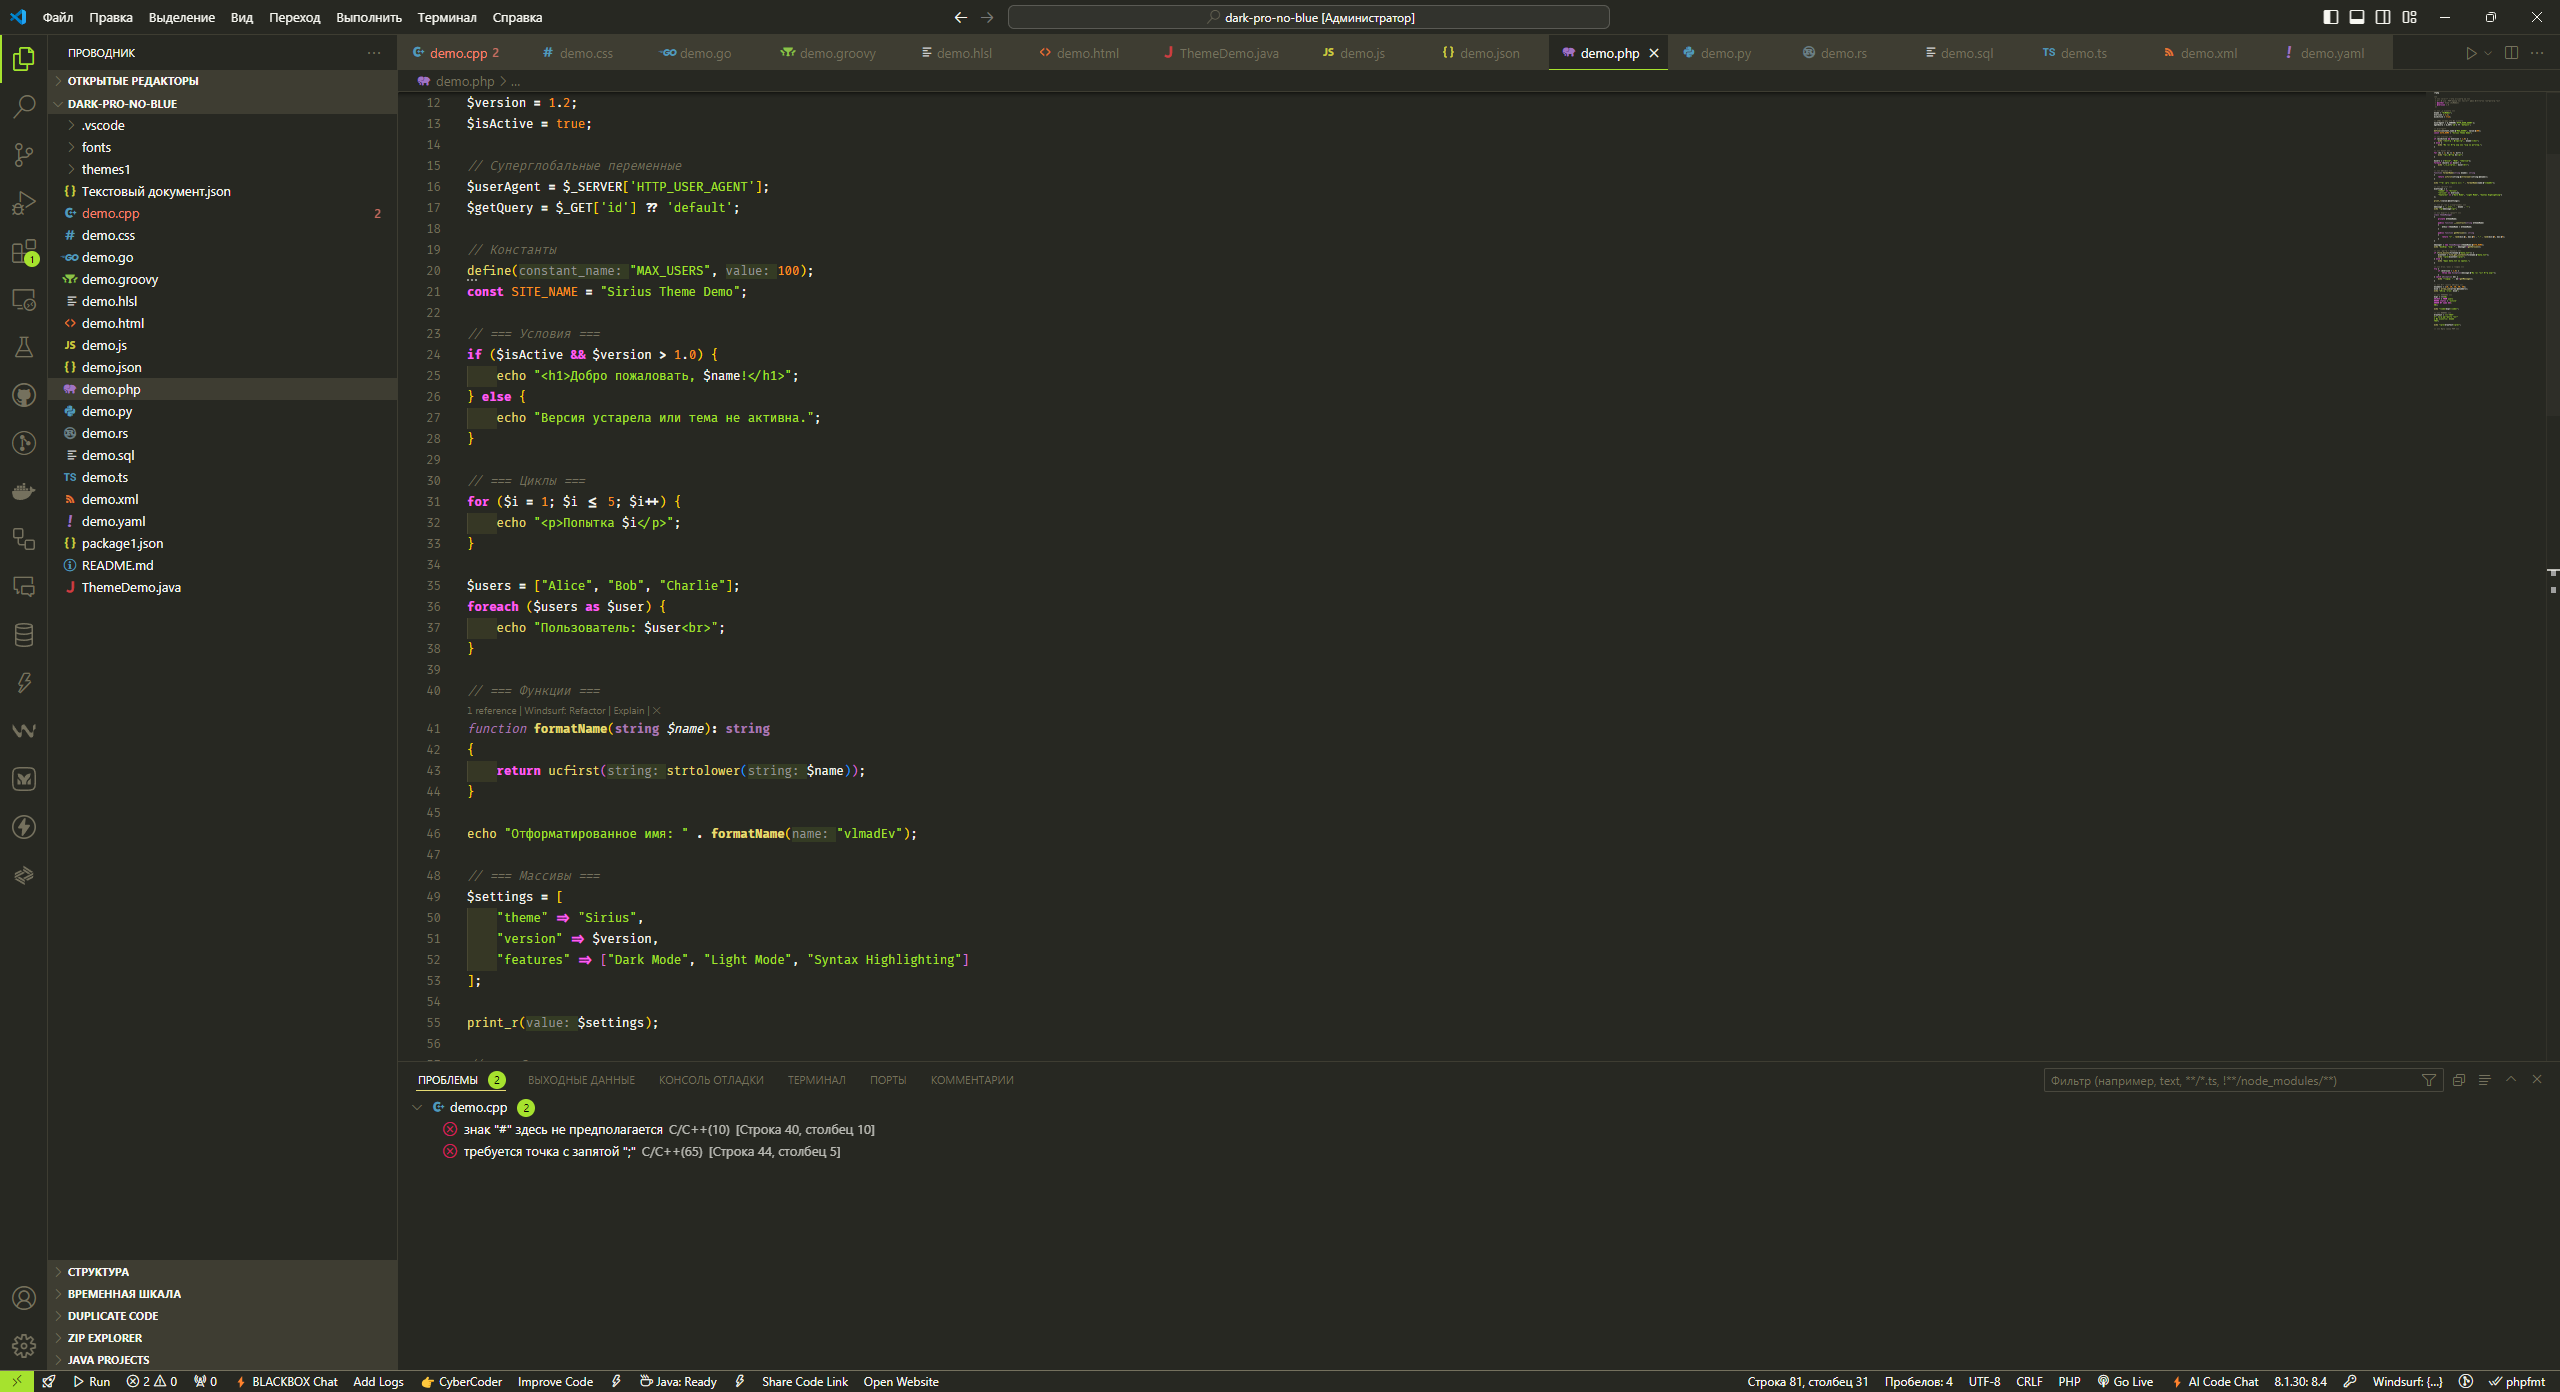 Файл Правка Выделение Вид Переход Выполнить Терминал Справка
dark-pro-no-blue [Администратор]
ПРОВОДНИК
ОТКРЫТЫЕ РЕДАКТОРЫ
DARK-PRO-NO-BLUE
.vscode
fonts
themes1
{} Текстовый документ.json
demo.cpp 2
# demo.css
GO demo.go
demo.groovy
demo.hlsl
<> demo.html
JS demo.js
{} demo.json
demo.php
demo.py
demo.rs
demo.sql
TS demo.ts
demo.xml
! demo.yaml
{} package1.json
README.md
J ThemeDemo.java
1
СТРУКТУРА
ВРЕМЕННАЯ ШКАЛА
DUPLICATE CODE
ZIP EXPLORER
JAVA PROJECTS
demo.cpp 2 # demo.css GO demo.go demo.groovy demo.hlsl <> demo.html J ThemeDemo.java JS demo.js {} demo.json demo.php demo.py demo.rs demo.sql TS demo.ts demo.xml ! demo.yaml
demo.php > ...
12 $version = 1.2;
13 $isActive = true;
14
15 // Суперглобальные переменные
16 $userAgent = $_SERVER['HTTP_USER_AGENT'];
17 $getQuery = $_GET['id'] ?? 'default';
18
19 // Константы
20 define(constant_name: "MAX_USERS", value: 100);
21 const SITE_NAME = "Sirius Theme Demo";
22
23 // === Условия ===
24 if ($isActive && $version > 1.0) {
25 echo "<h1>Добро пожаловать, $name!</h1>";
26 } else {
27 echo "Версия устарела или тема не активна.";
28 }
29
30 // === Циклы ===
31 for ($i = 1; $i ≤ 5; $i++) {
32 echo "<p>Попытка $i</p>";
33 }
34
35 $users = ["Alice", "Bob", "Charlie"];
36 foreach ($users as $user) {
37 echo "Пользователь: $user<br>";
38 }
39
40 // === Функции ===
1 reference | Windsurf: Refactor | Explain | ×
41 function formatName(string $name): string
42 {
43 return ucfirst(string: strtolower(string: $name));
44 }
45
46 echo "Отформатированное имя: " . formatName(name: "vlmadEv");
47
48 // === Массивы ===
49 $settings = [
50 "theme" => "Sirius",
51 "version" => $version,
52 "features" => ["Dark Mode", "Light Mode", "Syntax Highlighting"]
53 ];
54
55 print_r(value: $settings);
56
ПРОБЛЕМЫ 2 ВЫХОДНЫЕ ДАННЫЕ КОНСОЛЬ ОТЛАДКИ ТЕРМИНАЛ ПОРТЫ КОММЕНТАРИИ
Фильтр (например, text, **/*.ts, !**/node_modules/**)
demo.cpp 2
знак "#" здесь не предполагается C/C++(10) [Строка 40, столбец 10]
требуется точка с запятой ";" C/C++(65) [Строка 44, столбец 5]
Run 2 0 0 BLACKBOX Chat Add Logs CyberCoder Improve Code Java: Ready Share Code Link Open Website Строка 81, столбец 31 Пробелов: 4 UTF-8 CRLF PHP Go Live AI Code Chat 8.1.30: 8.4 Windsurf: {...} phpfmt